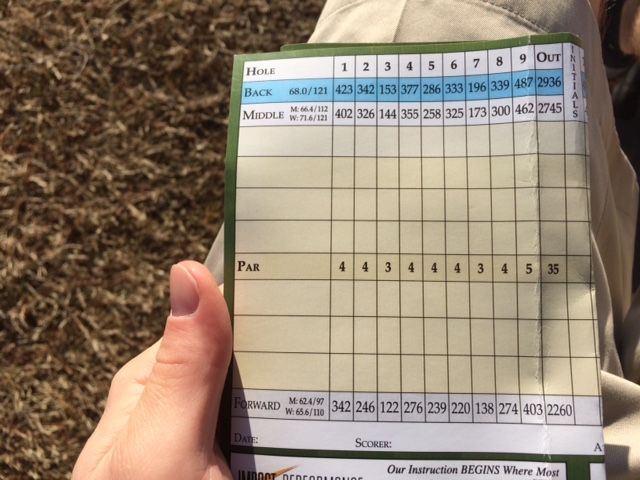 HOLE 1 2 3 4 5 6 7 8 9 OUT INITIALS
BACK 68.0/121 423 342 153 377 286 333 196 339 487 2936
MIDDLE M: 66.4/112 W: 71.6/121 402 326 144 355 258 325 173 300 462 2745
PAR 4 4 3 4 4 4 3 4 5 35
FORWARD M: 62.4/97 W: 65.6/110 342 246 122 276 239 220 138 274 403 2260
DATE: SCORER: A
Our Instruction BEGINS Where Most
IMPACT PERFORMANCE